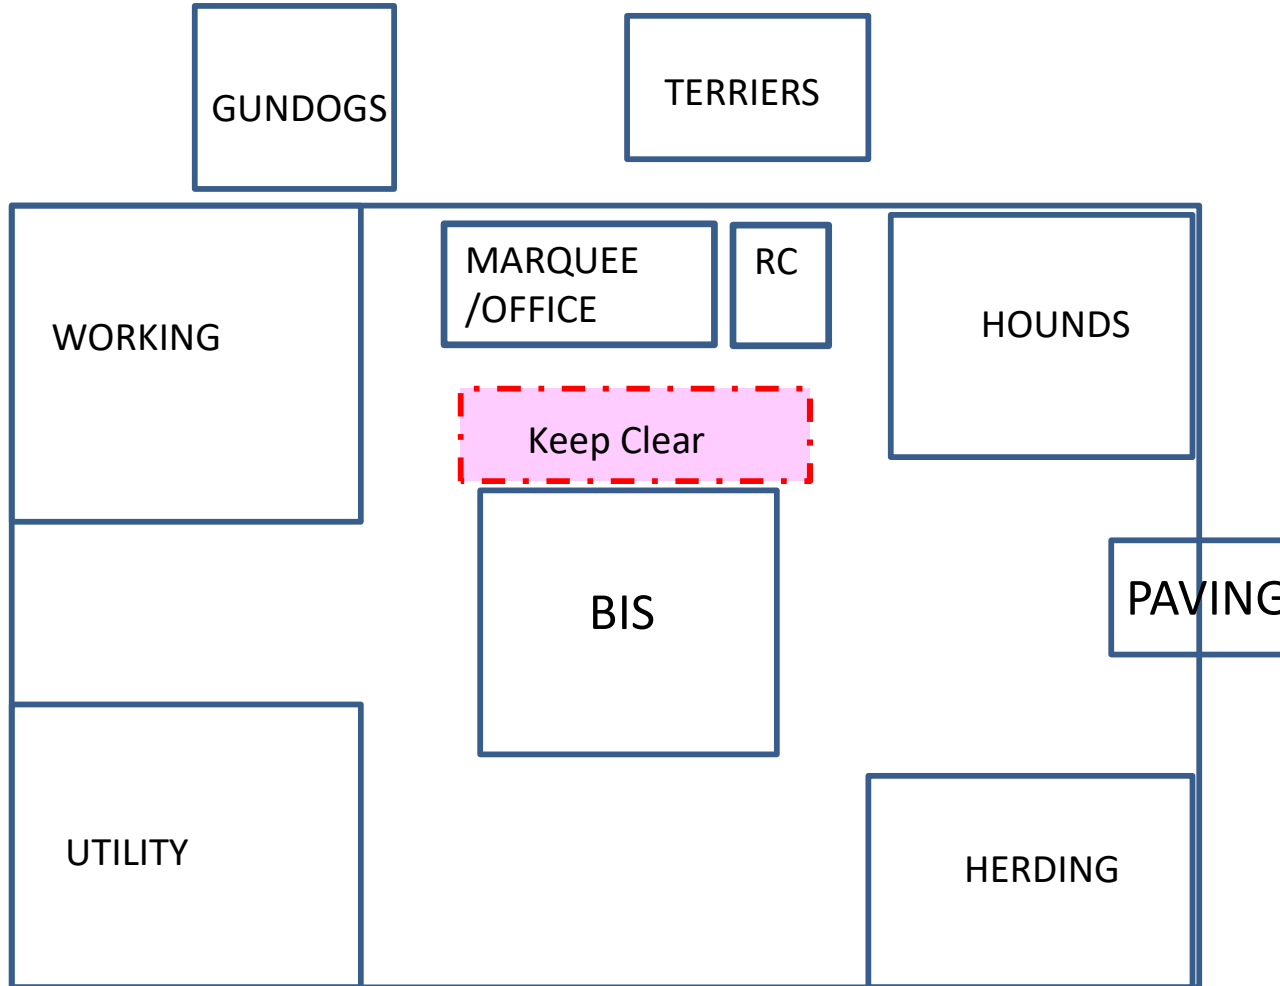 GUNDOGS
TERRIERS
MARQUEE
/OFFICE
RC
WORKING
HOUNDS
Keep Clear
BIS
PAVING
UTILITY
HERDING